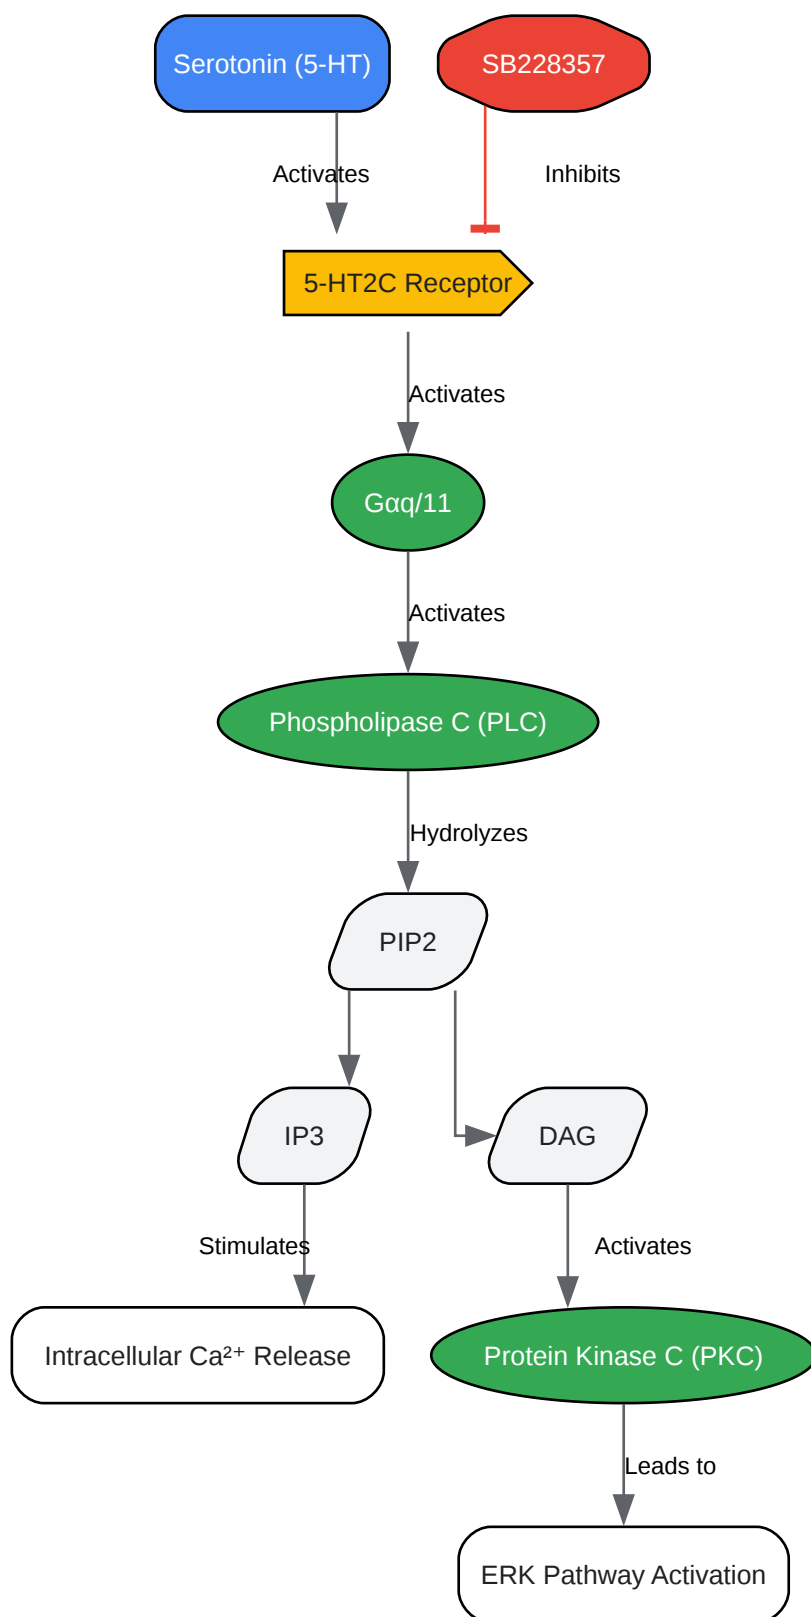 Serotonin (5-HT)
SB228357
Activates
Inhibits
5-HT2C Receptor
Activates
Gαq/11
Activates
Phospholipase C (PLC)
Hydrolyzes
PIP2
IP3
DAG
Stimulates
Activates
Intracellular Ca²⁺ Release
Protein Kinase C (PKC)
Leads to
ERK Pathway Activation